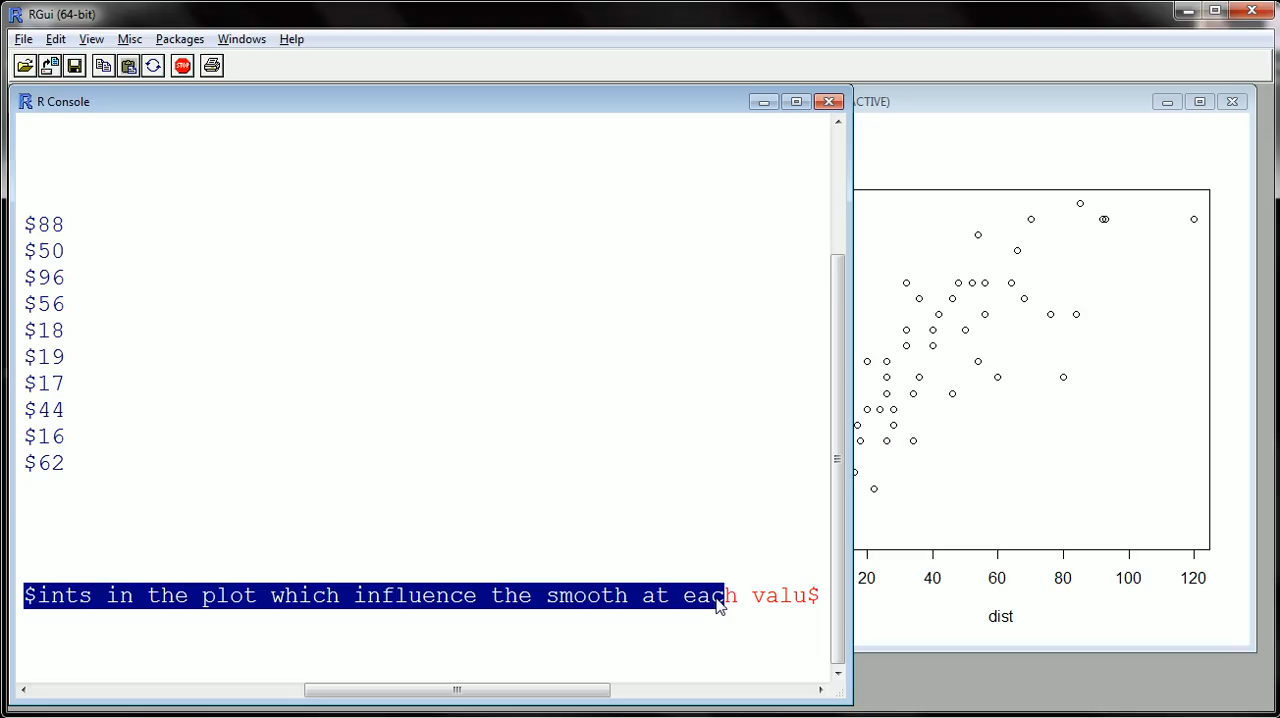 RGui (64-bit)
File Edit View Misc Packages Windows Help
STOP
R Console
CTIVE)
$88
$50
$96
$56
$18
$19
$17
$44
$16
$62
$ints in the plot which influence the smooth at each valu$
20 40 60 80 100 120
dist